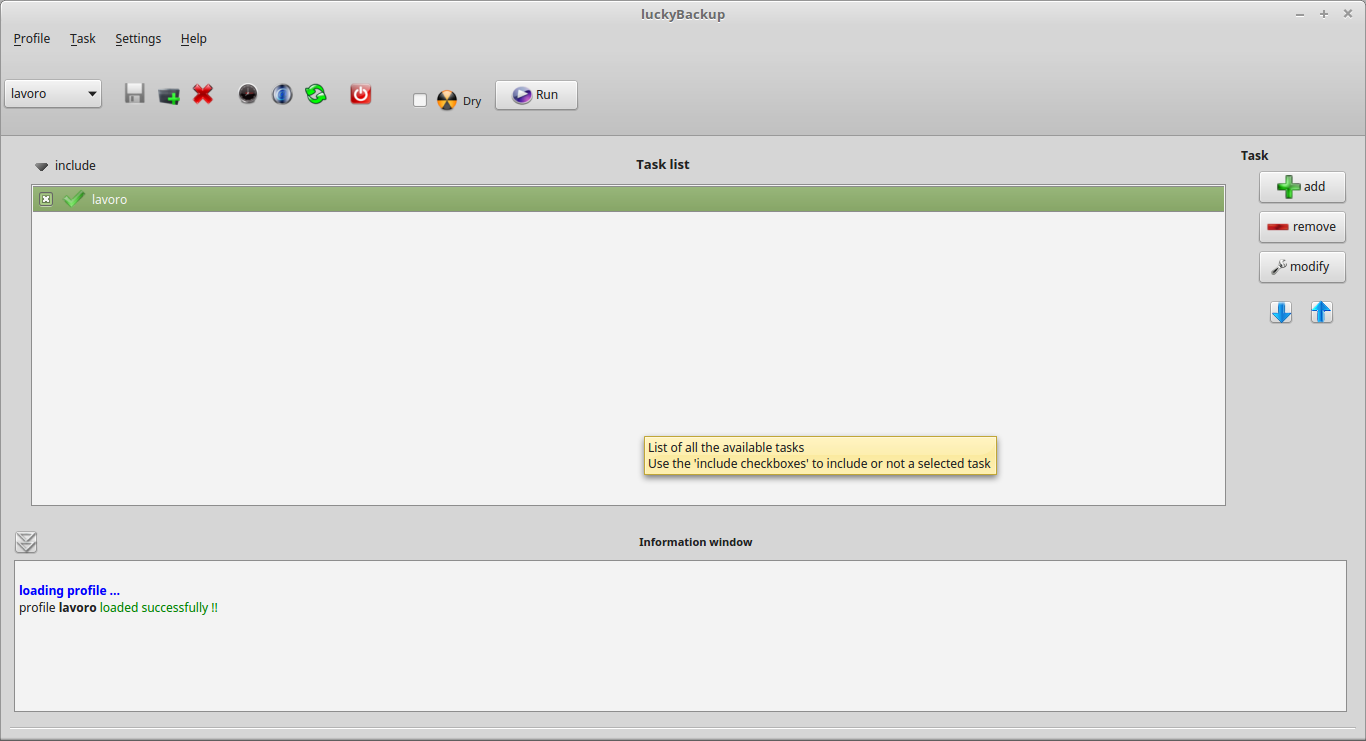 luckyBackup
Profile Task Settings Help
lavoro
Dry
Run
include
Task list
Task
lavoro
add
remove
modify
List of all the available tasks
Use the 'include checkboxes' to include or not a selected task
Information window
loading profile ...
profile lavoro loaded successfully !!